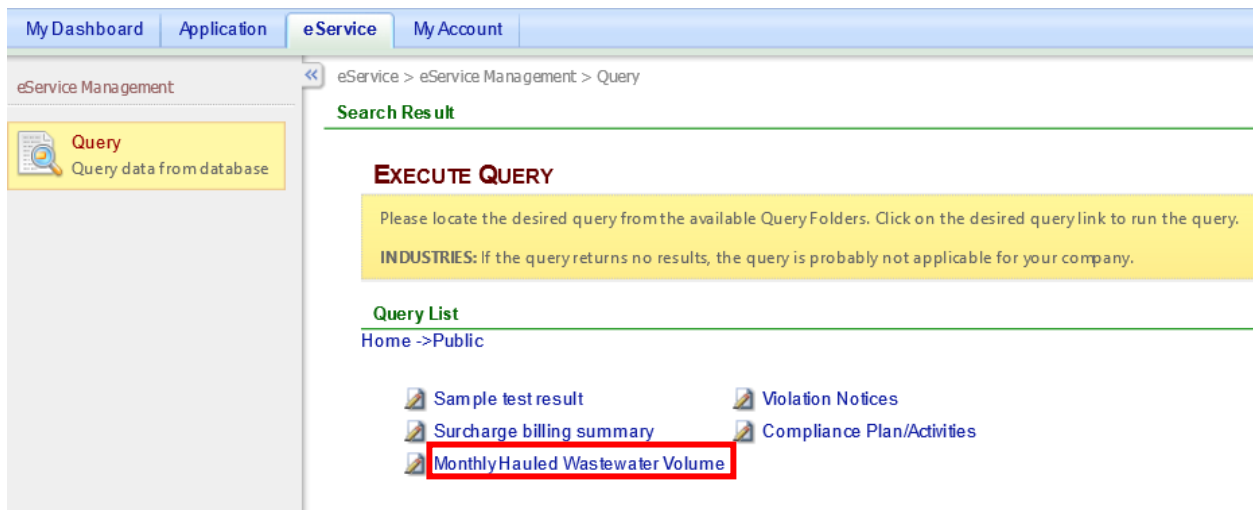 My Dashboard Application eService My Account
eService Management
« eService > eService Management > Query
Search Result
Query
Query data from database
EXECUTE QUERY
Please locate the desired query from the available Query Folders. Click on the desired query link to run the query.
INDUSTRIES: If the query returns no results, the query is probably not applicable for your company.
Query List
Home ->Public
Sample test result Violation Notices
Surcharge billing summary Compliance Plan/Activities
Monthly Hauled Wastewater Volume